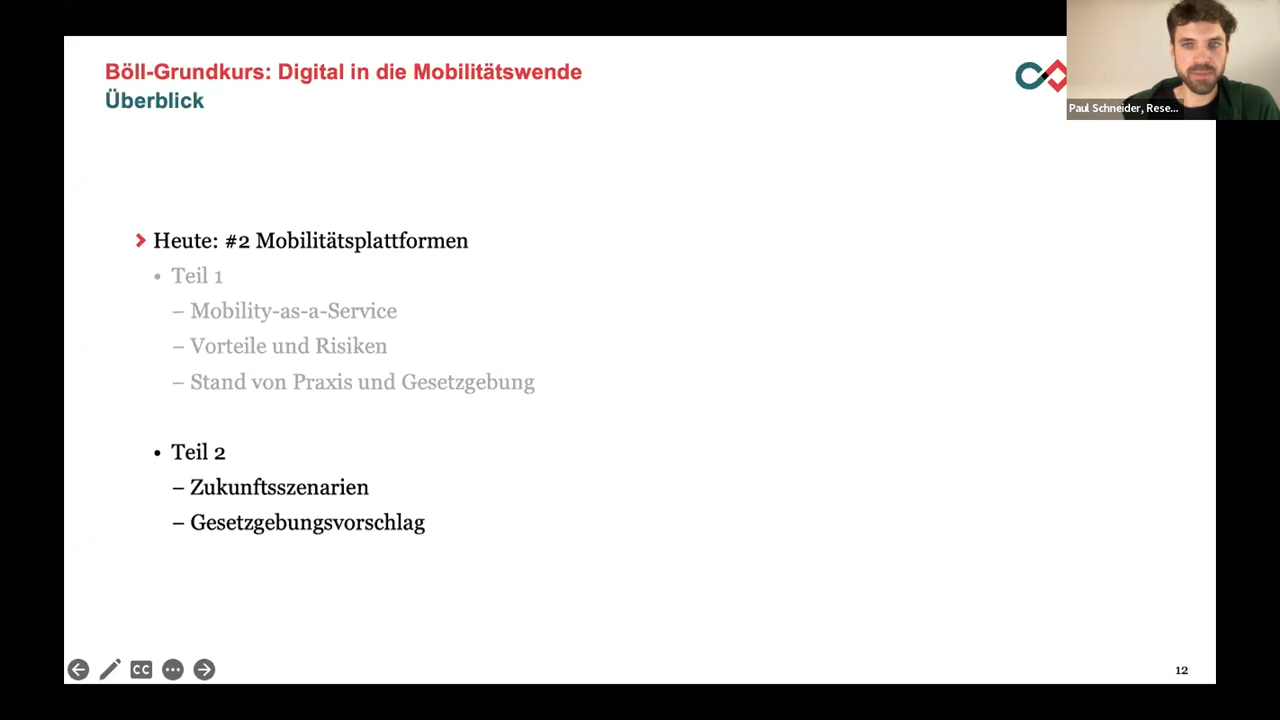 Böll-Grundkurs: Digital in die Mobilitätswende
Überblick
Paul Schneider, Rese...
› Heute: #2 Mobilitätsplattformen
• Teil 1
– Mobility-as-a-Service
– Vorteile und Risiken
– Stand von Praxis und Gesetzgebung
• Teil 2
– Zukunftsszenarien
– Gesetzgebungsvorschlag
CC
12